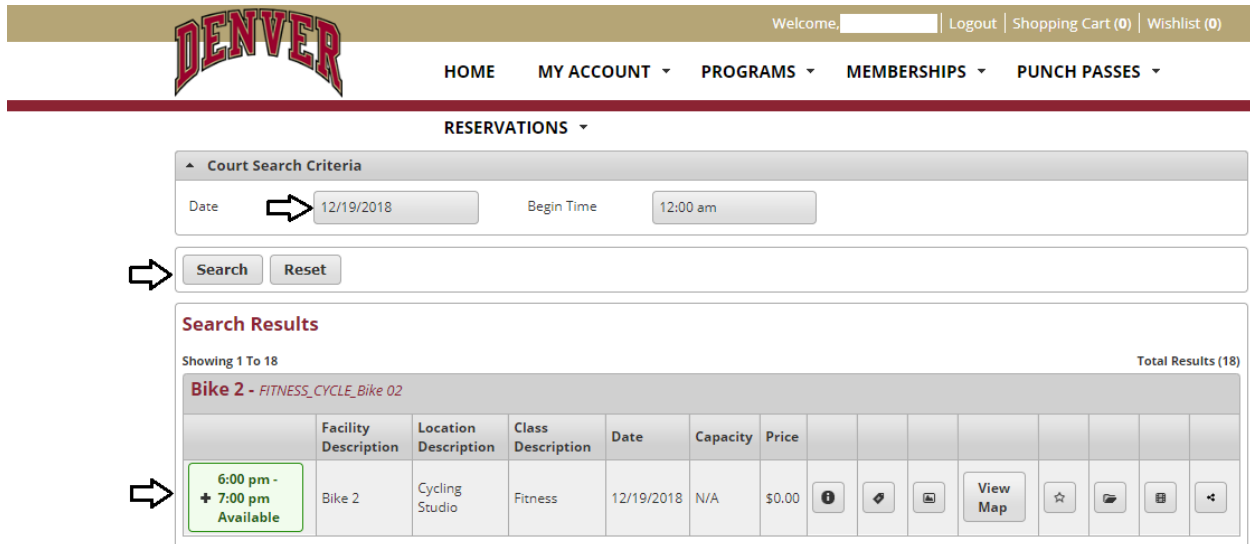 DENVER
Welcome, Logout Shopping Cart (0) Wishlist (0)
HOME MY ACCOUNT PROGRAMS MEMBERSHIPS PUNCH PASSES
RESERVATIONS
Court Search Criteria
Date 12/19/2018 Begin Time 12:00 am
Search Reset
Search Results
Showing 1 To 18 Total Results (18)
Bike 2 - FITNESS_CYCLE_Bike 02
Facility Description Location Description Class Description Date Capacity Price
6:00 pm - 
7:00 pm
Available
Bike 2 Cycling Studio Fitness 12/19/2018 N/A $0.00 View Map